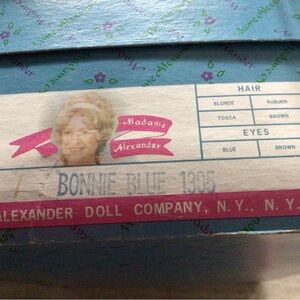 Madame
Alexander
HAIR
BLONDE AUBURN
TOSCA BROWN
EYES
BLUE BROWN
BONNIE BLUE 1305
ALEXANDER DOLL COMPANY, N.Y., N.Y.